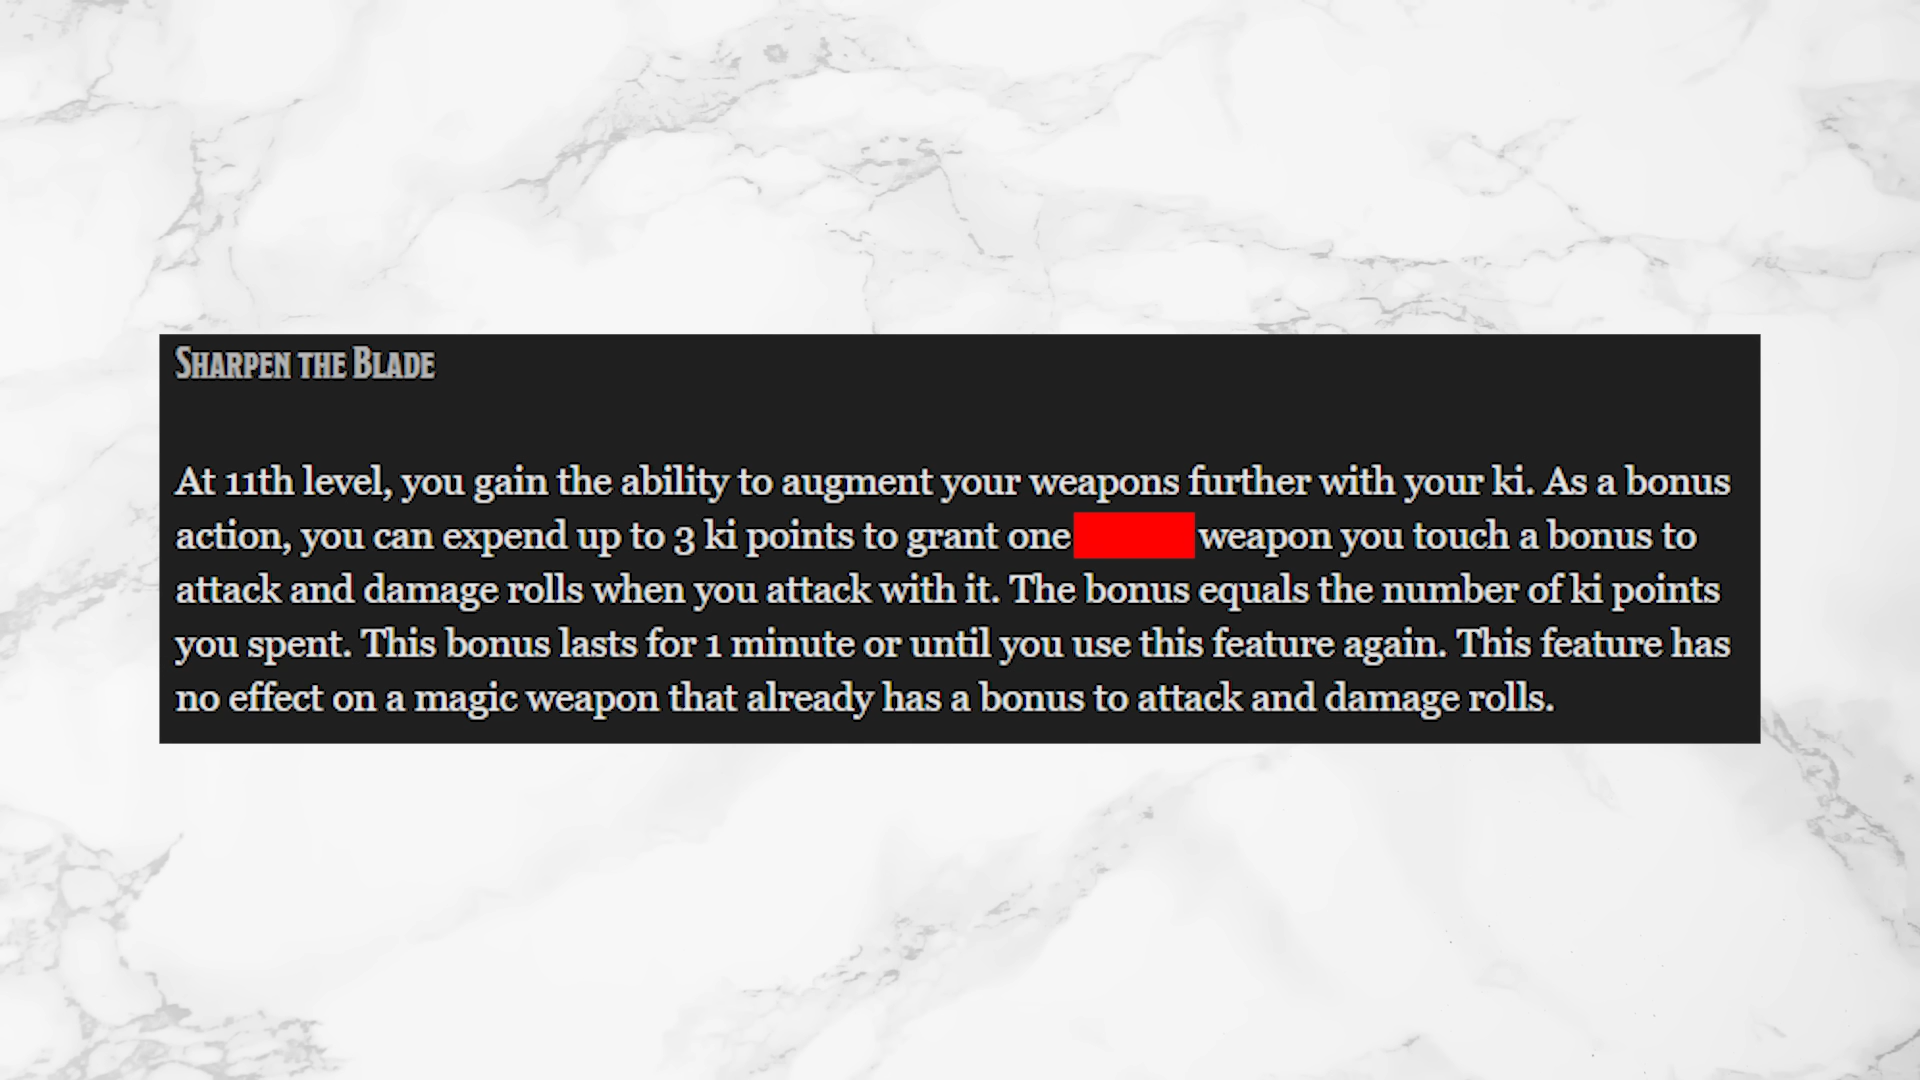 Sharpen the Blade
At 11th level, you gain the ability to augment your weapons further with your ki. As a bonus
action, you can expend up to 3 ki points to grant one weapon you touch a bonus to
attack and damage rolls when you attack with it. The bonus equals the number of ki points
you spent. This bonus lasts for 1 minute or until you use this feature again. This feature has
no effect on a magic weapon that already has a bonus to attack and damage rolls.